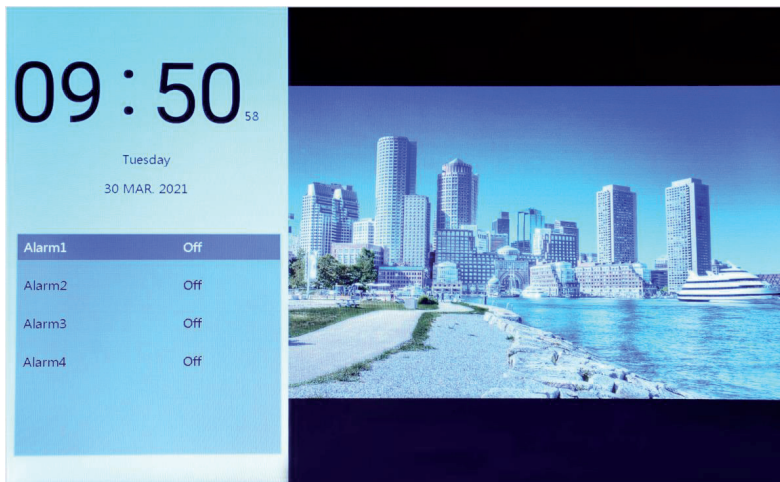 09 : 50 58
Tuesday
30 MAR. 2021
Alarm1 Off
Alarm2 Off
Alarm3 Off
Alarm4 Off